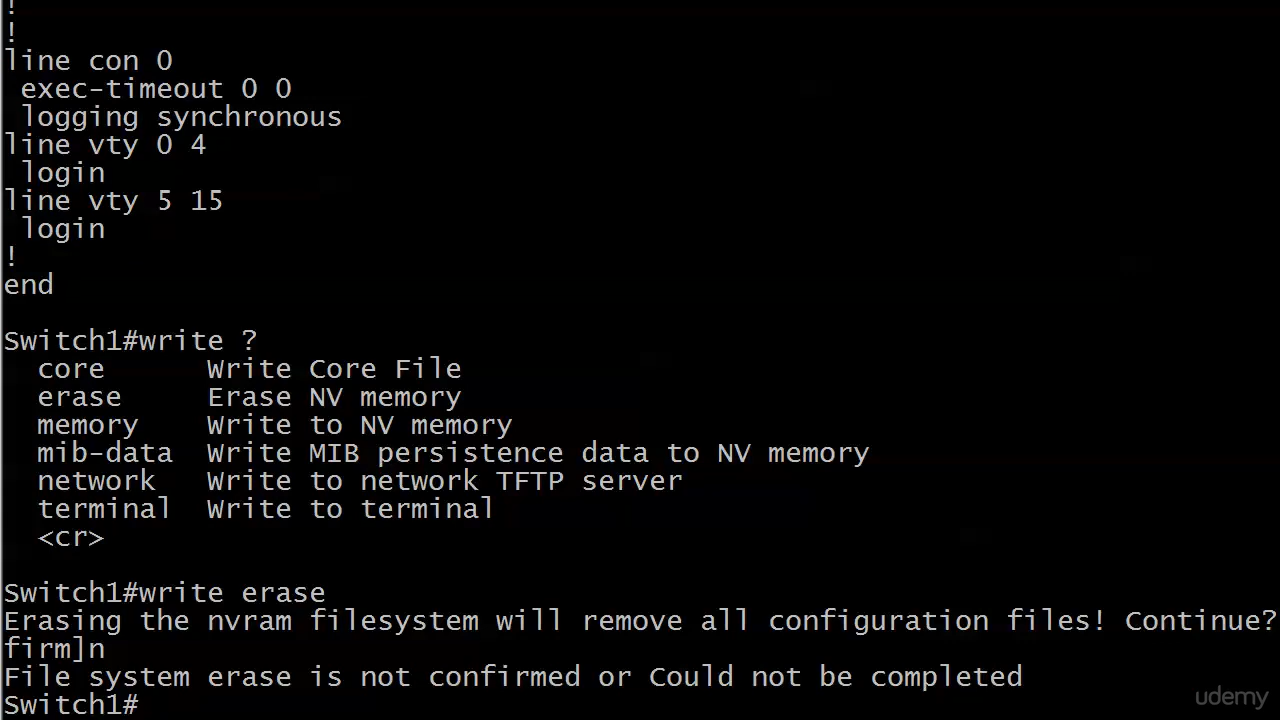 !
!
line con 0
 exec-timeout 0 0
 logging synchronous
line vty 0 4
 login
line vty 5 15
 login
!
end

Switch1#write ?
  core       Write Core File
  erase      Erase NV memory
  memory     Write to NV memory
  mib-data   Write MIB persistence data to NV memory
  network    Write to network TFTP server
  terminal   Write to terminal
  <cr>

Switch1#write erase
Erasing the nvram filesystem will remove all configuration files! Continue?
firm]n
File system erase is not confirmed or Could not be completed
Switch1#
udemy